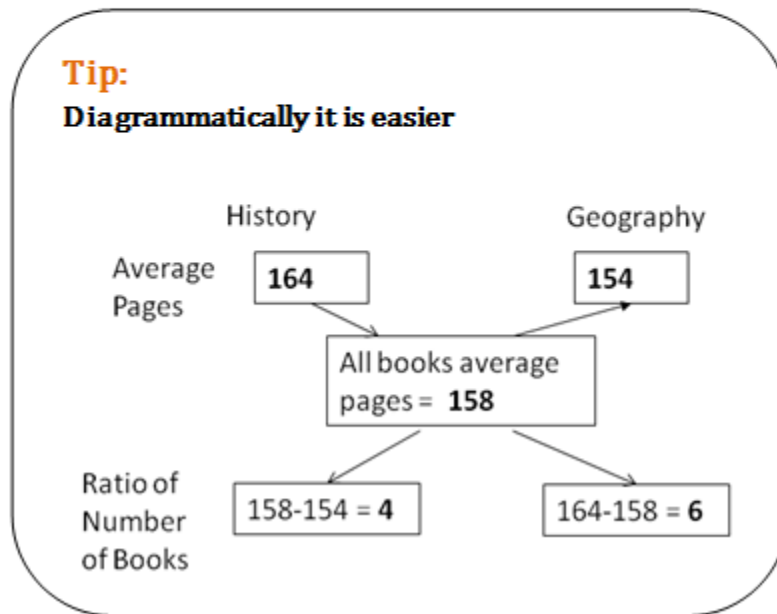 Tip:
Diagrammatically it is easier
History
Geography
Average
Pages
164
154
All books average
pages = 158
Ratio of
Number
of Books
158-154 = 4
164-158 = 6